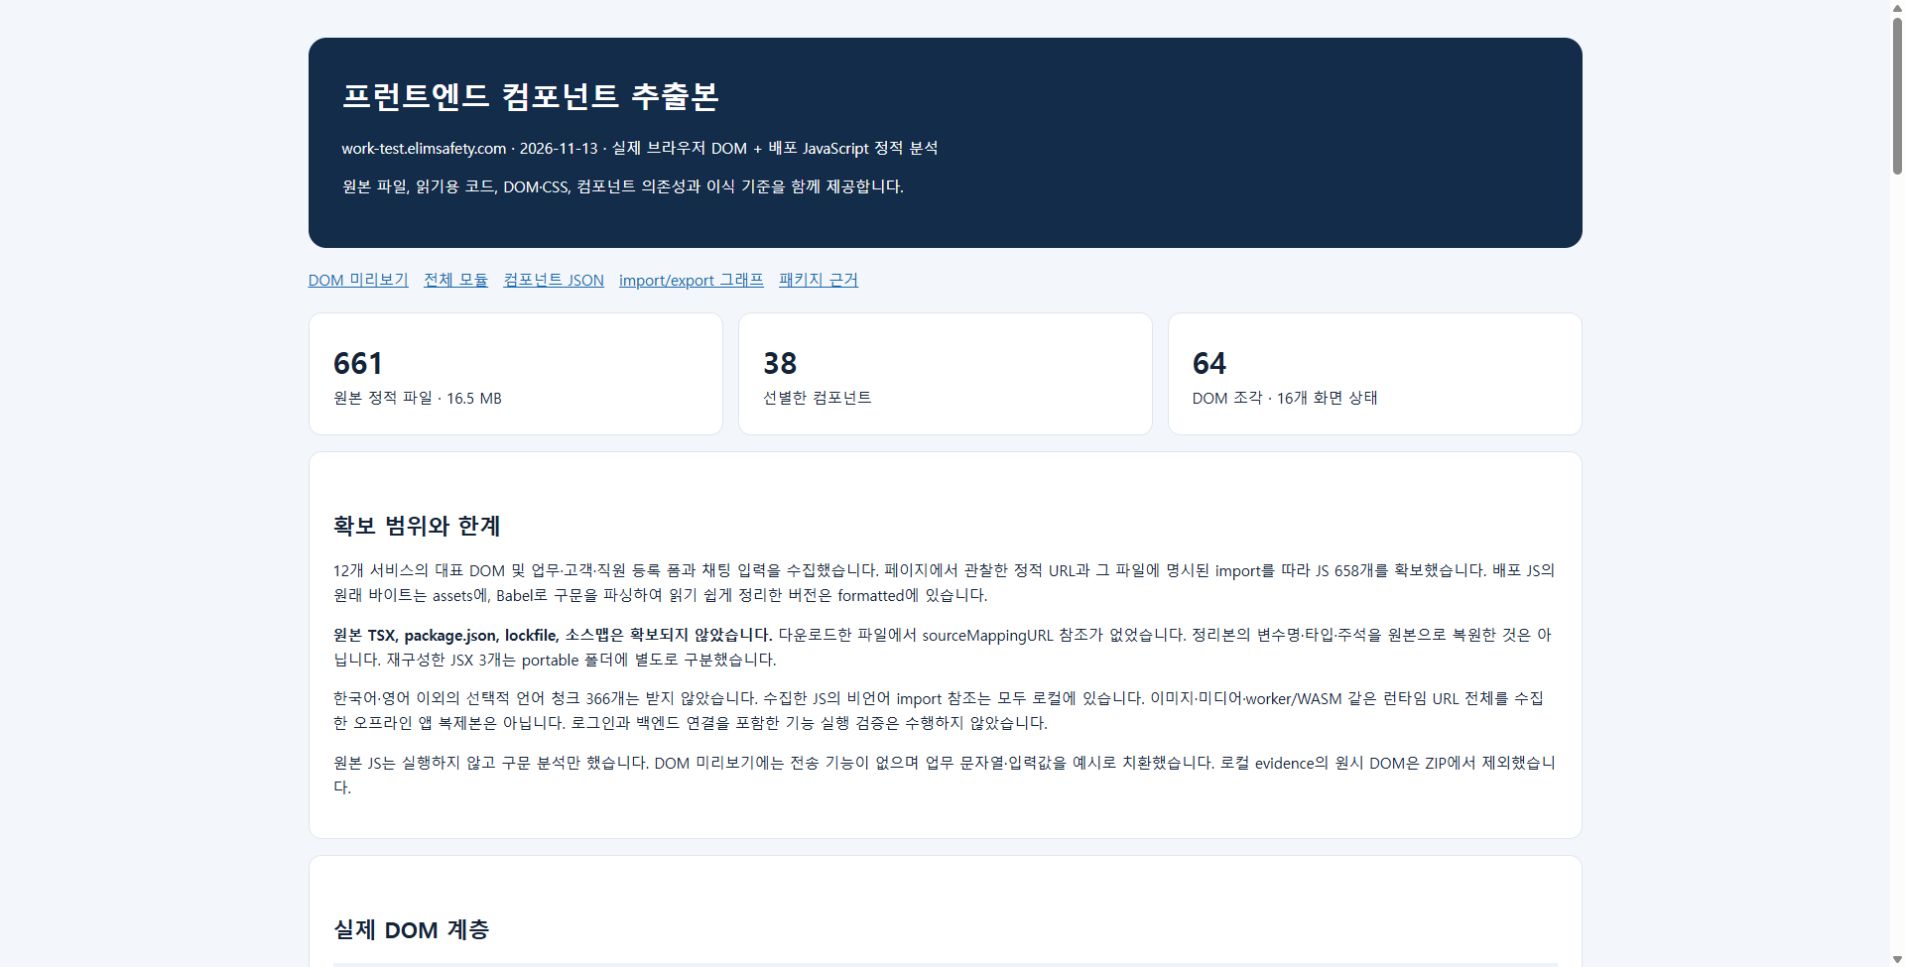 프런트엔드 컴포넌트 추출본
work-test.elimsafety.com · 2026-11-13 · 실제 브라우저 DOM + 배포 JavaScript 정적 분석
원본 파일, 읽기용 코드, DOM·CSS, 컴포넌트 의존성과 이식 기준을 함께 제공합니다.
DOM 미리보기 전체 모듈 컴포넌트 JSON import/export 그래프 패키지 근거
661
원본 정적 파일 · 16.5 MB
38
선별한 컴포넌트
64
DOM 조각 · 16개 화면 상태
확보 범위와 한계
12개 서비스의 대표 DOM 및 업무·고객·직원 등록 폼과 채팅 입력을 수집했습니다. 페이지에서 관찰한 정적 URL과 그 파일에 명시된 import를 따라 JS 658개를 확보했습니다. 배포 JS의
원래 바이트는 assets에, Babel로 구문을 파싱하여 읽기 쉽게 정리한 버전은 formatted에 있습니다.
원본 TSX, package.json, lockfile, 소스맵은 확보되지 않았습니다. 다운로드한 파일에서 sourceMappingURL 참조가 없었습니다. 정리본의 변수명·타입·주석을 원본으로 복원한 것은 아
닙니다. 재구성한 JSX 3개는 portable 폴더에 별도로 구분했습니다.
한국어·영어 이외의 선택적 언어 청크 366개는 받지 않았습니다. 수집한 JS의 비언어 import 참조는 모두 로컬에 있습니다. 이미지·미디어·worker/WASM 같은 런타임 URL 전체를 수집
한 오프라인 앱 복제본은 아닙니다. 로그인과 백엔드 연결을 포함한 기능 실행 검증은 수행하지 않았습니다.
원본 JS는 실행하지 않고 구문 분석만 했습니다. DOM 미리보기에는 전송 기능이 없으며 업무 문자열·입력값을 예시로 치환했습니다. 로컬 evidence의 원시 DOM은 ZIP에서 제외했습니
다.
실제 DOM 계층